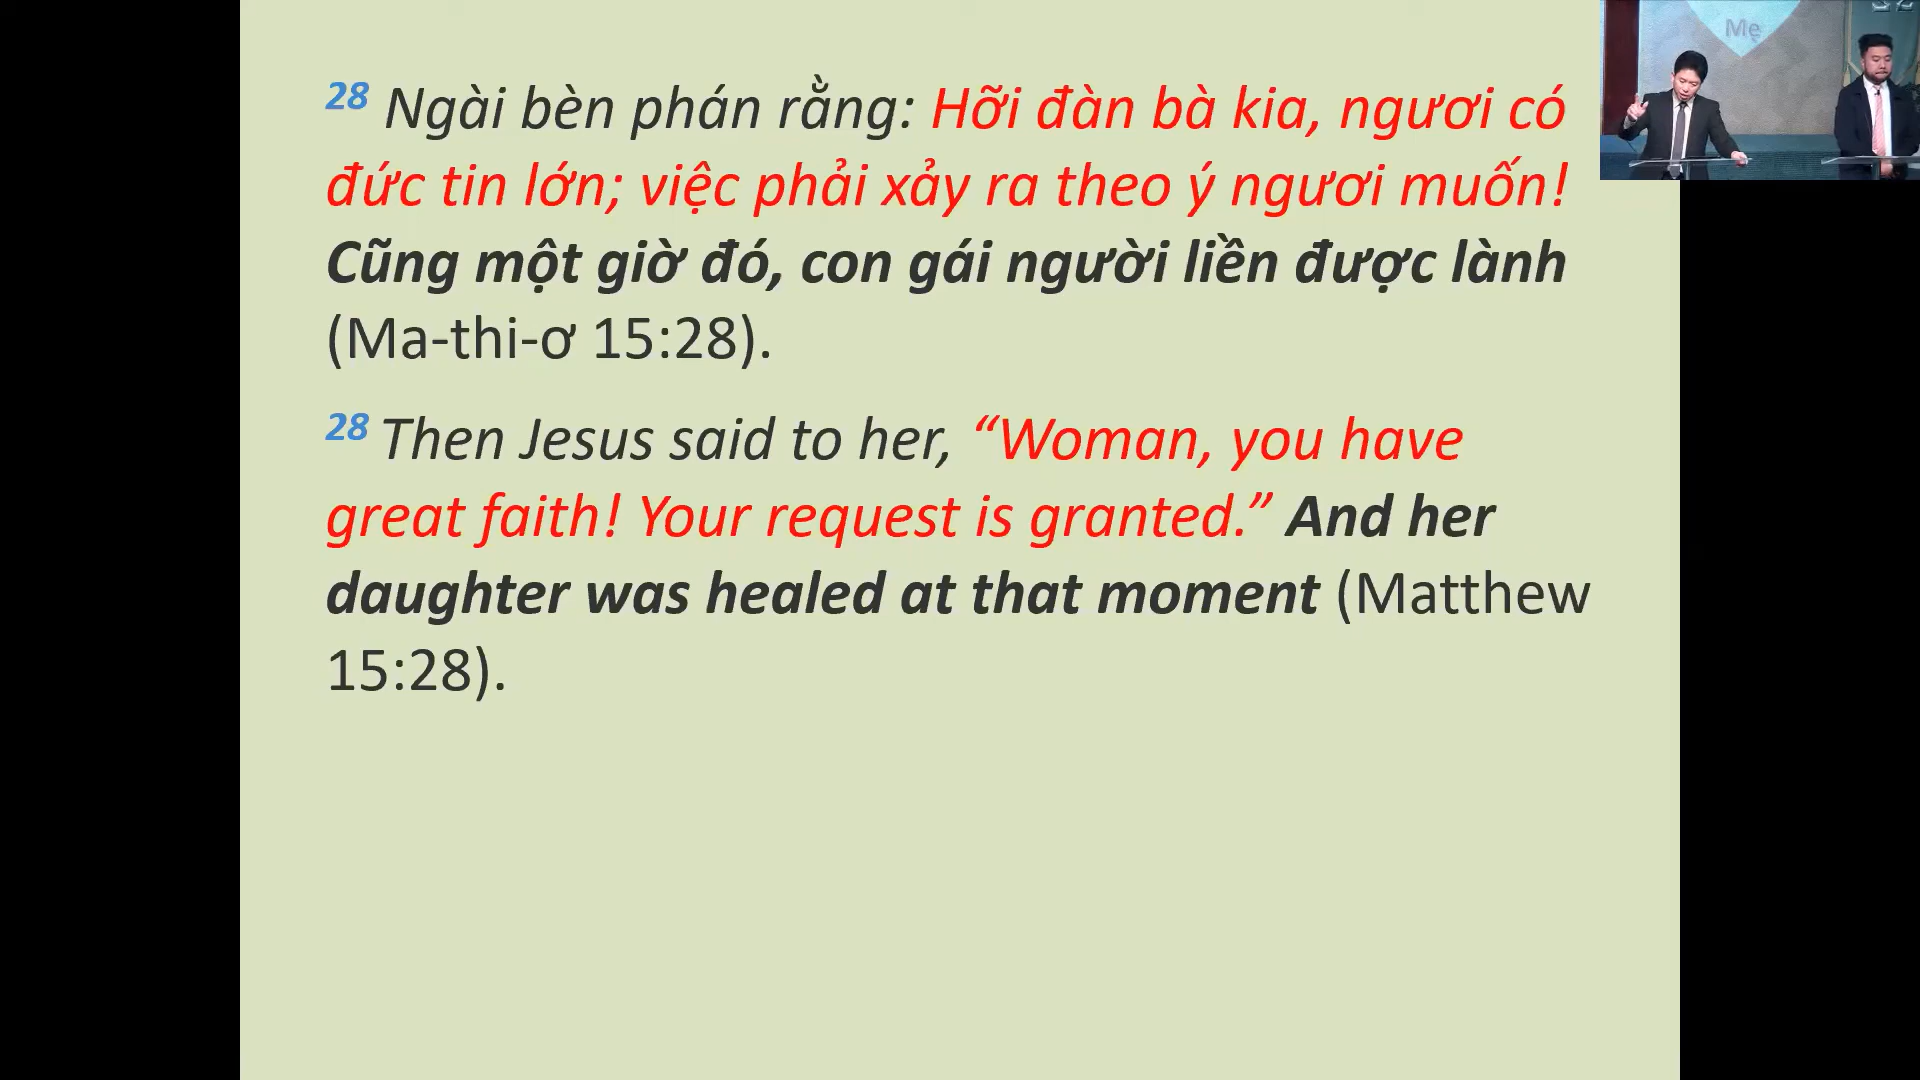 Mẹ
28 Ngài bèn phán rằng: Hỡi đàn bà kia, ngươi có
đức tin lớn; việc phải xảy ra theo ý ngươi muốn!
Cũng một giờ đó, con gái người liền được lành
(Ma-thi-ơ 15:28).
28 Then Jesus said to her, “Woman, you have
great faith! Your request is granted.” And her
daughter was healed at that moment (Matthew
15:28).